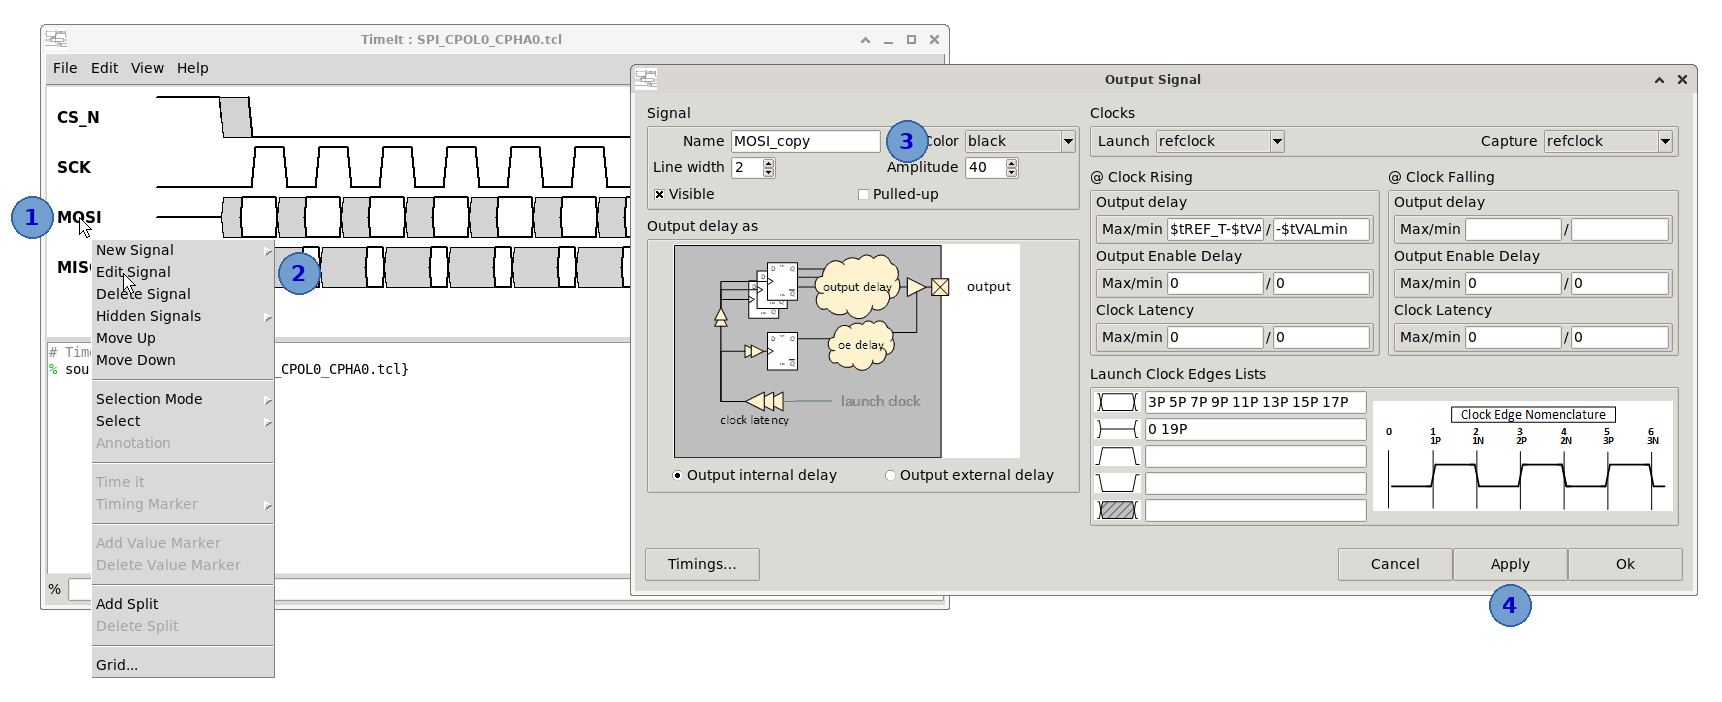 TimeIt : SPI_CPOL0_CPHA0.tcl
File Edit View Help
CS_N
SCK
1
MOSI
MIS
New Signal
Edit Signal
2
Delete Signal
Hidden Signals
Move Up
Move Down
Selection Mode
Select
Annotation
Time it
Timing Marker
Add Value Marker
Delete Value Marker
Add Split
Delete Split
Grid...
# Tim
% sou _CPOL0_CPHA0.tcl}
%
Output Signal
Signal
Name MOSI_copy 3 Color black
Line width 2 Amplitude 40
Visible Pulled-up
Output delay as
D Q
output delay
output
oe delay
launch clock
clock latency
Output internal delay Output external delay
Timings...
Clocks
Launch refclock Capture refclock
@ Clock Rising
Output delay
Max/min $tREF_T-$tVA / -$tVALmin
Output Enable Delay
Max/min 0 / 0
Clock Latency
Max/min 0 / 0
@ Clock Falling
Output delay
Max/min /
Output Enable Delay
Max/min 0 / 0
Clock Latency
Max/min 0 / 0
Launch Clock Edges Lists
3P 5P 7P 9P 11P 13P 15P 17P
0 19P
Clock Edge Nomenclature
0 1 2 3 4 5 6
1P 1N 2P 2N 3P 3N
Cancel Apply Ok
4